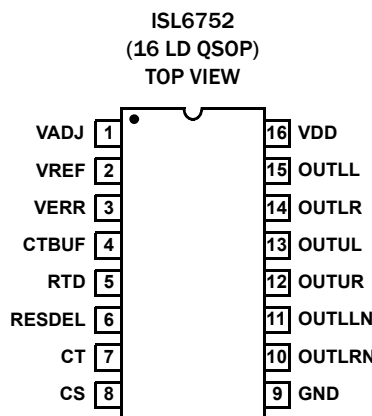 ISL6752
(16 LD QSOP)
TOP VIEW
VADJ 1 16 VDD
VREF 2 15 OUTLL
VERR 3 14 OUTLR
CTBUF 4 13 OUTUL
RTD 5 12 OUTUR
RESDEL 6 11 OUTLLN
CT 7 10 OUTLRN
CS 8 9 GND